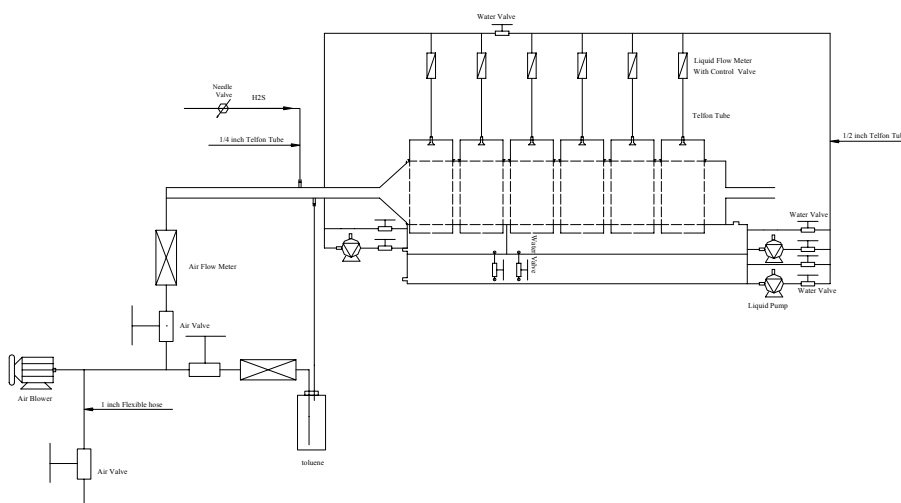 Water Valve
Liquid Flow Meter
With Control Valve
Needle
Valve
H2S
Telfon Tube
1/4 inch Telfon Tube
1/2 inch Telfon Tub
Water Valve
Water Valve
Air Flow Meter
Water Valve
Liquid Pump
Air Valve
Air Blower
1 inch Flexible hose
toluene
Air Valve